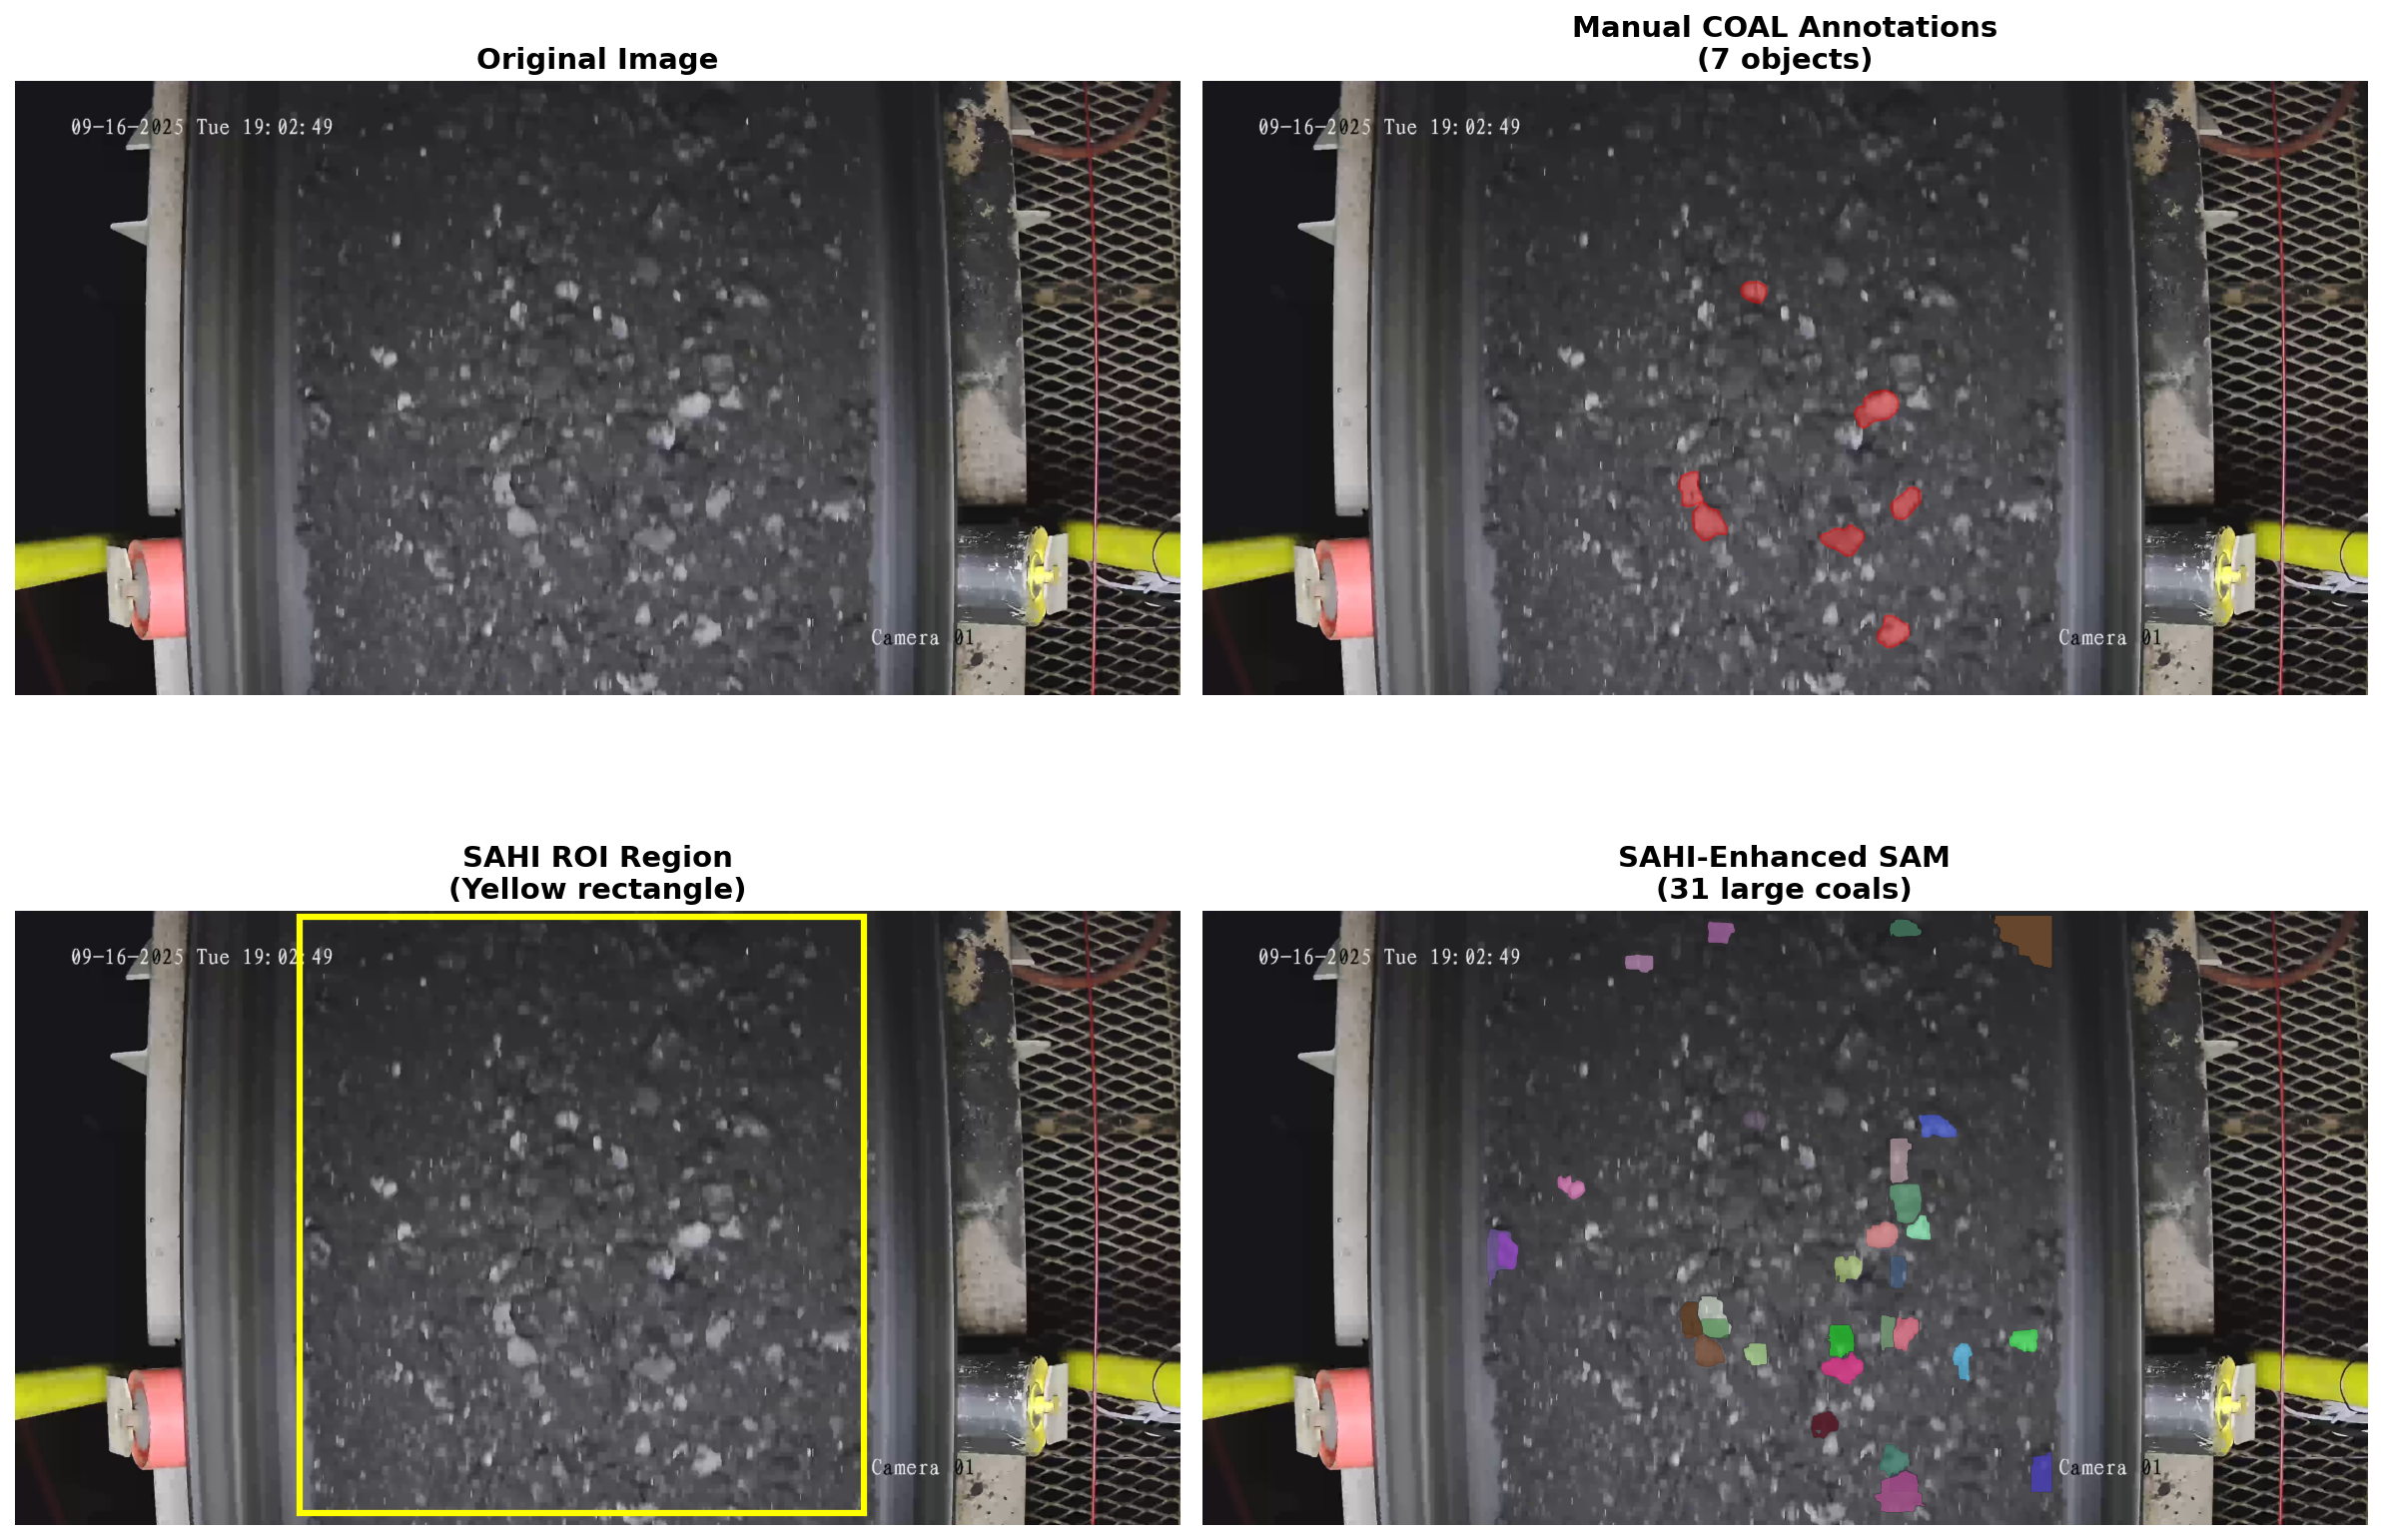 Original Image
09-16-2025 Tue 19:02:49
Camera 01
Manual COAL Annotations
(7 objects)
09-16-2025 Tue 19:02:49
Camera 01
SAHI ROI Region
(Yellow rectangle)
09-16-2025 Tue 19:02:49
Camera 01
SAHI-Enhanced SAM
(31 large coals)
09-16-2025 Tue 19:02:49
Camera 01